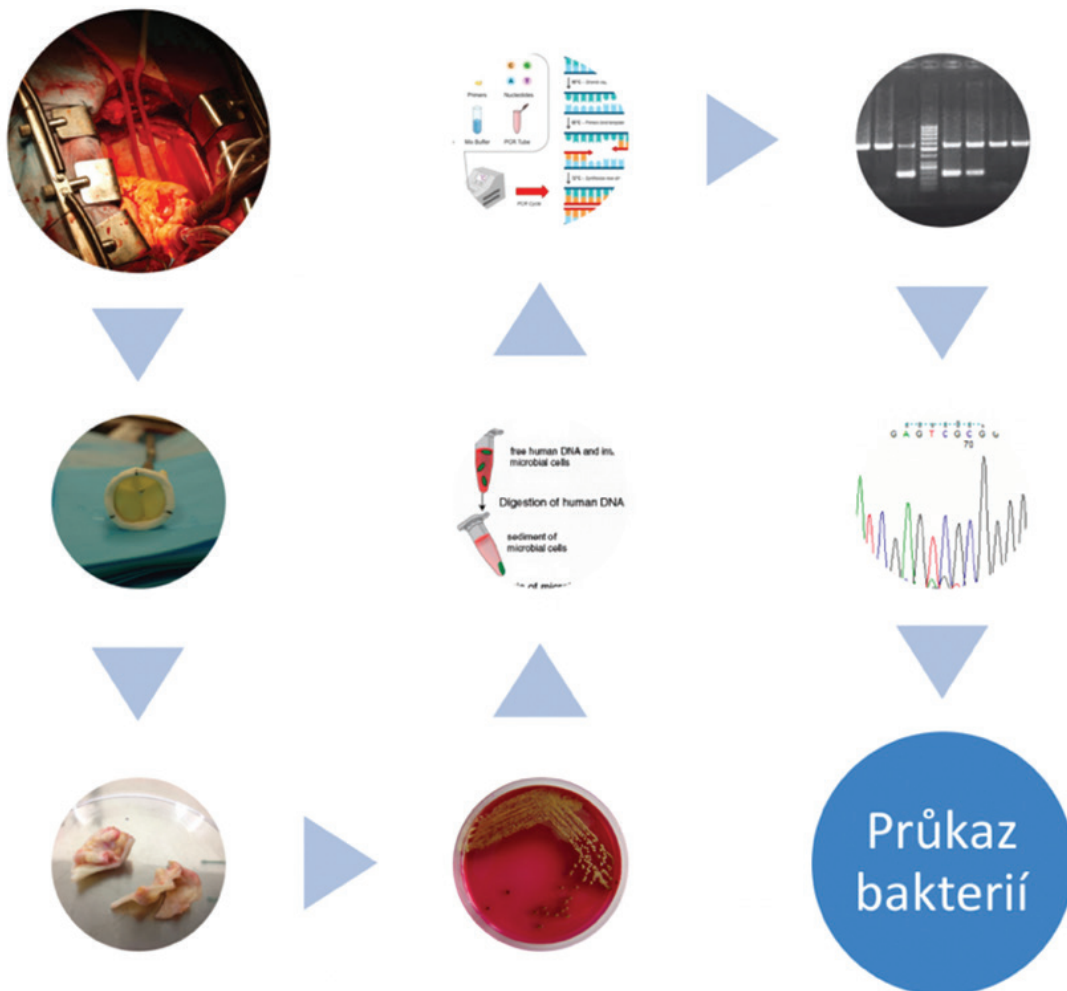 Primers
Nucleotides
Mix Buffer
PCR Tube
PCR Cycle
free human DNA and
microbial cells
Digestion of human DNA
sediment of
microbial cells
G A G T C G C G
70
Průkaz
bakterií